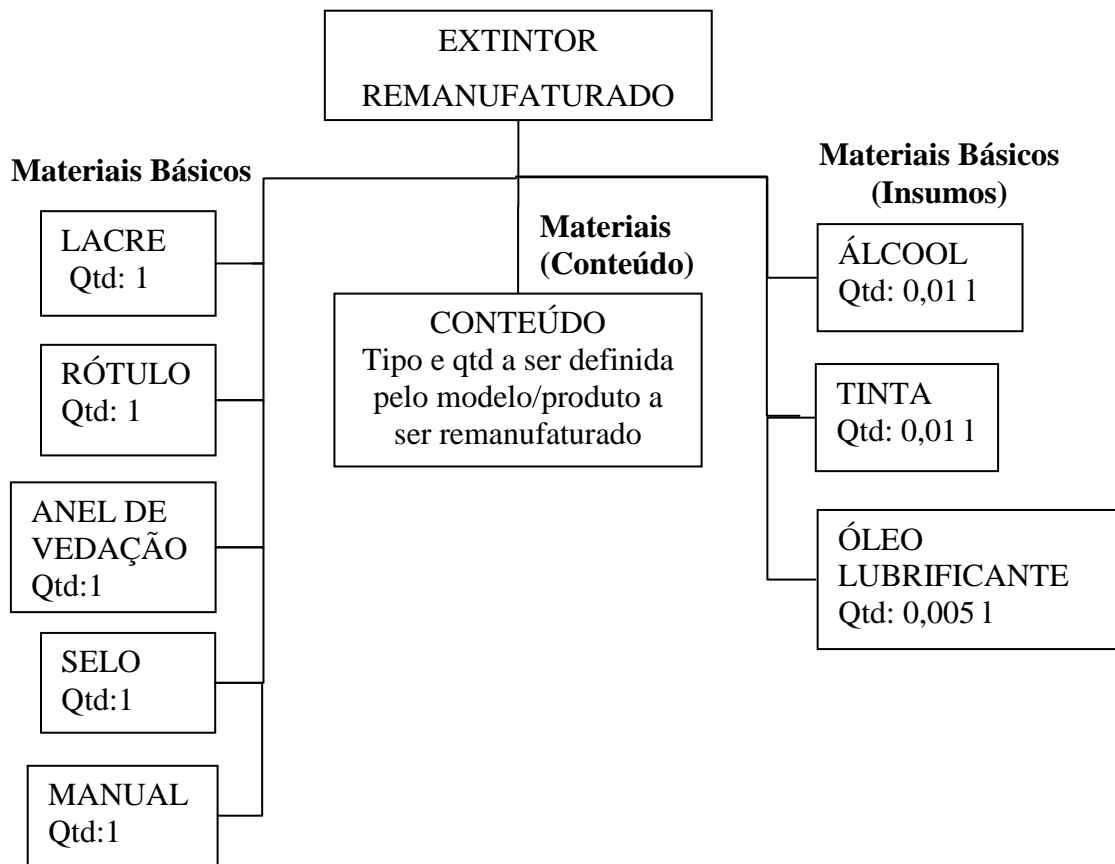 EXTINTOR
REMANUFATURADO
Materiais Básicos
LACRE
Qtd: 1
RÓTULO
Qtd: 1
ANEL DE
VEDAÇÃO
Qtd:1
SELO
Qtd:1
MANUAL
Qtd:1
Materiais
(Conteúdo)
CONTEÚDO
Tipo e qtd a ser definida
pelo modelo/produto a
ser remanufaturado
Materiais Básicos
(Insumos)
ÁLCOOL
Qtd: 0,01 l
TINTA
Qtd: 0,01 l
ÓLEO
LUBRIFICANTE
Qtd: 0,005 l